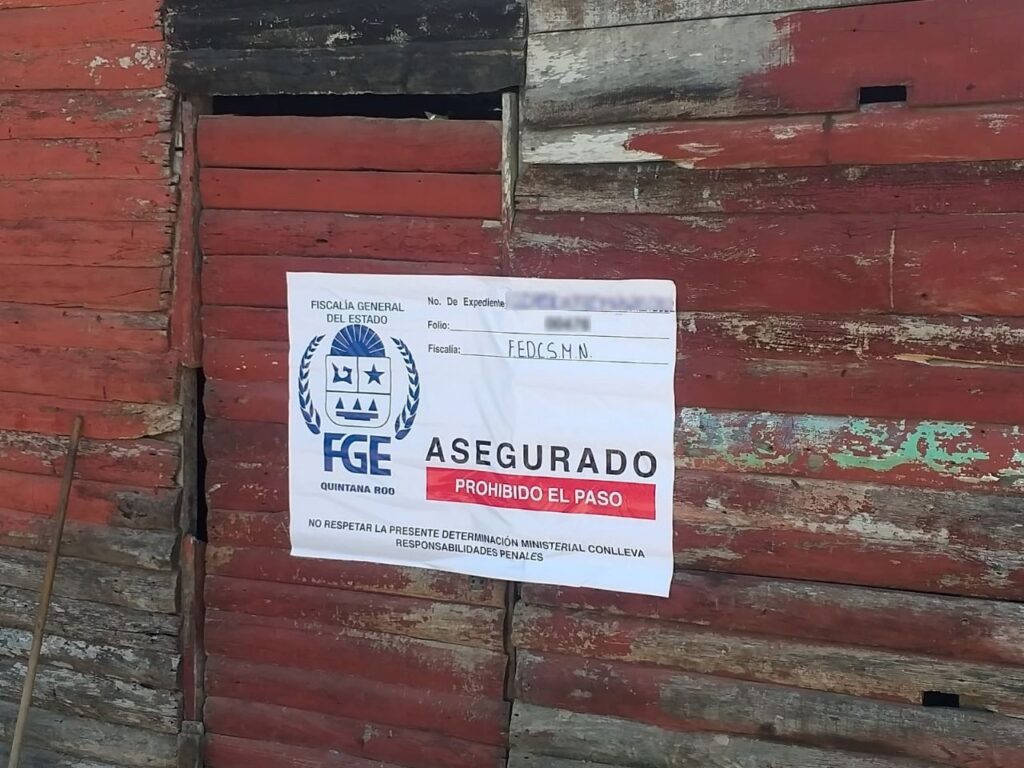 FISCALÍA GENERAL
DEL ESTADO
FGE
QUINTANA ROO
No. De Expediente
Folio:
Fiscalía: F.E.D.C.S.M.N.
ASEGURADO
PROHIBIDO EL PASO
NO RESPETAR LA PRESENTE DETERMINACIÓN MINISTERIAL CONLLEVA
RESPONSABILIDADES PENALES